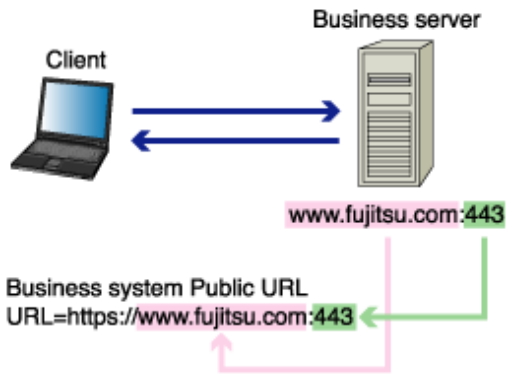 Business server
Client
www.fujitsu.com:443
Business system Public URL
URL=https://www.fujitsu.com:443